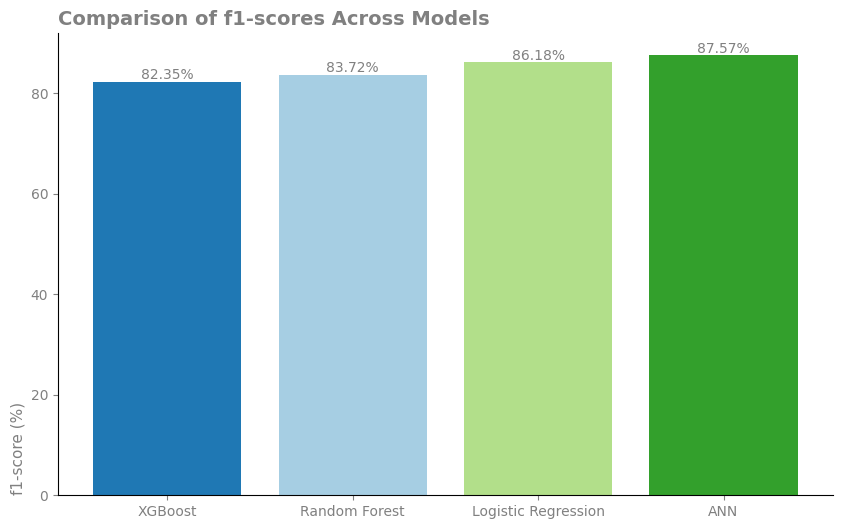 Comparison of f1-scores Across Models
82.35%
83.72%
86.18%
87.57%
80
60
40
20
0
f1-score (%)
XGBoost
Random Forest
Logistic Regression
ANN